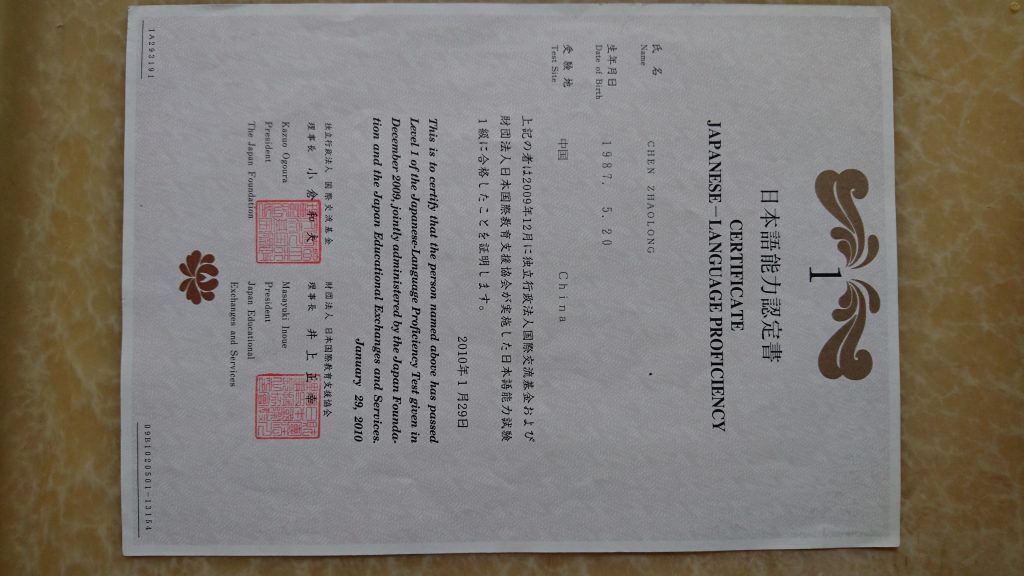 1
日本語能力認定書
CERTIFICATE
JAPANESE-LANGUAGE PROFICIENCY
氏名
Name
CHEN ZHAOLONG
生年月日
Date of Birth
1987. 5. 20
受験地
Test Site
中国 China
上記の者は2009年12月に独立行政法人国際交流基金および
財団法人日本国際教育支援協会が実施した日本語能力試験
1級に合格したことを証明します。
2010年1月29日
This is to certify that the person named above has passed
Level 1 of the Japanese-Language Proficiency Test given in
December 2009, jointly administered by the Japan Founda-
tion and the Japan Educational Exchanges and Services.
January 29, 2010
独立行政法人 国際交流基金
理事長 小倉和夫
Kazuo Ogoura
President
The Japan Foundation
財団法人 日本国際教育支援協会
理事長 井上正幸
Masayuki Inoue
President
Japan Educational
Exchanges and Services
1A293191
09B1020501-13154